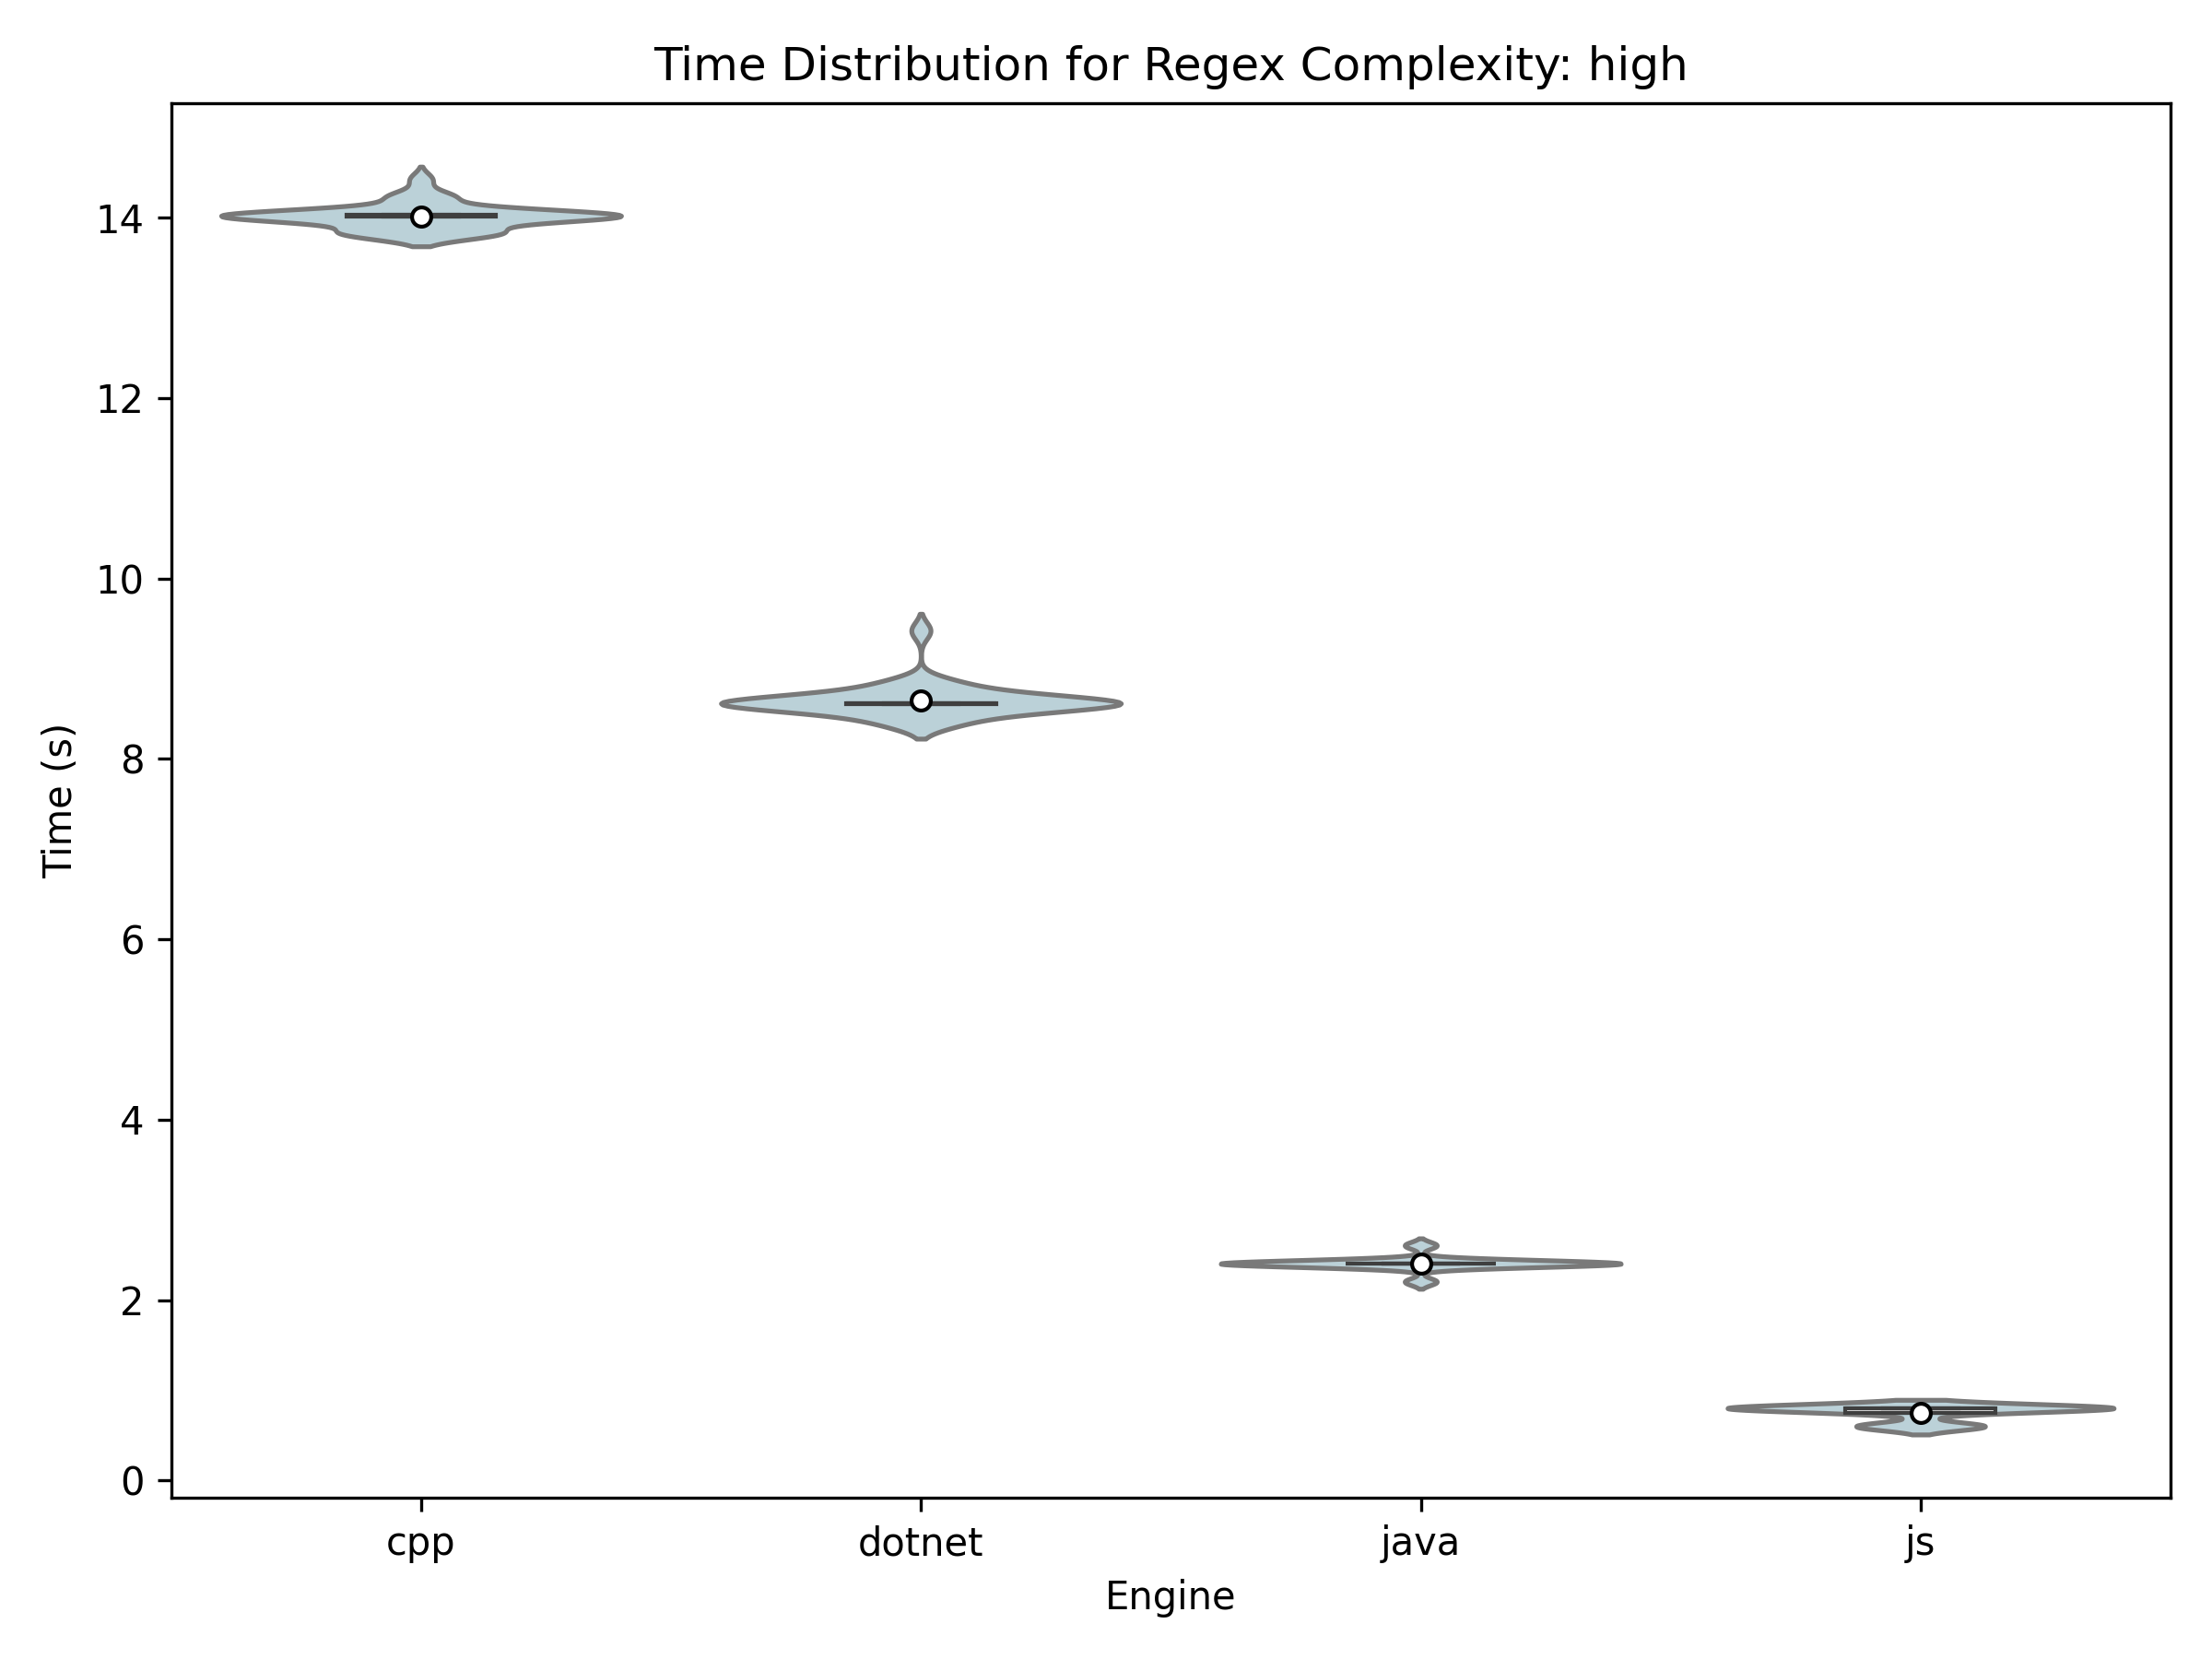 Time Distribution for Regex Complexity: high
Time (s)
14
12
10
8
6
4
2
0
cpp
dotnet
java
js
Engine